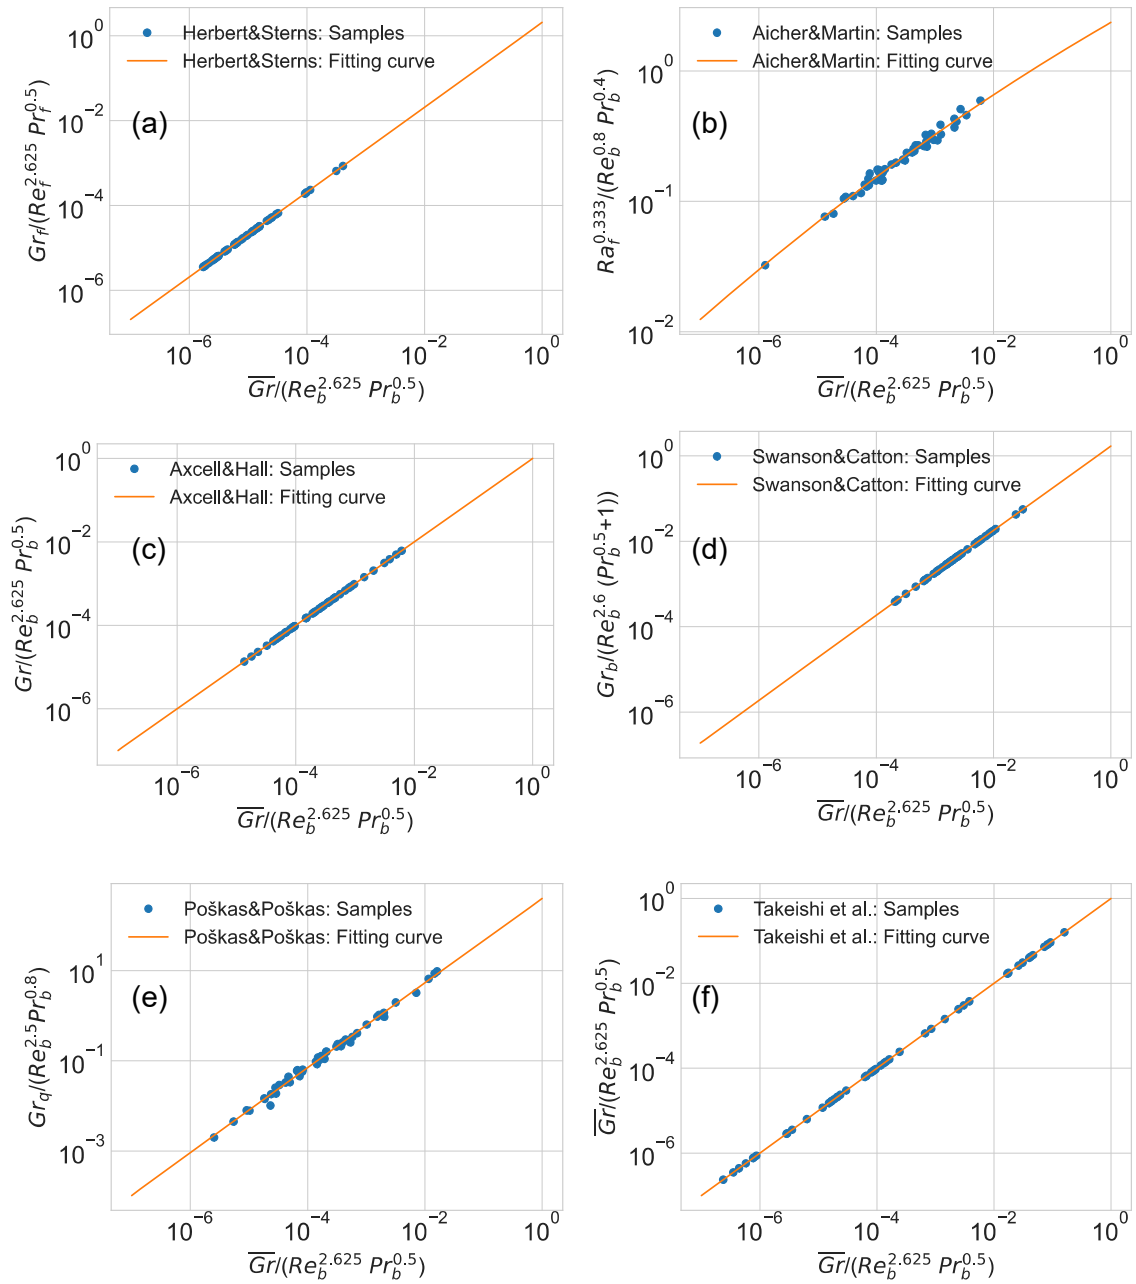 10^0
10^-2
10^-4
10^-6
Gr_f/(Re_f^2.625 Pr_f^0.5)
Herbert&Sterns: Samples
Herbert&Sterns: Fitting curve
(a)
10^-6 10^-4 10^-2 10^0
\overline{Gr}/(Re_b^2.625 Pr_b^0.5)
10^0
10^-1
10^-2
Ra_f^0.333/(Re_b^0.8 Pr_b^0.4)
Aicher&Martin: Samples
Aicher&Martin: Fitting curve
(b)
10^-6 10^-4 10^-2 10^0
\overline{Gr}/(Re_b^2.625 Pr_b^0.5)
10^0
10^-2
10^-4
10^-6
Gr/(Re_b^2.625 Pr_b^0.5)
Axcell&Hall: Samples
Axcell&Hall: Fitting curve
(c)
10^-6 10^-4 10^-2 10^0
\overline{Gr}/(Re_b^2.625 Pr_b^0.5)
10^0
10^-2
10^-4
10^-6
Gr_b/(Re_b^2.6 (Pr_b^0.5+1))
Swanson&Catton: Samples
Swanson&Catton: Fitting curve
(d)
10^-6 10^-4 10^-2 10^0
\overline{Gr}/(Re_b^2.625 Pr_b^0.5)
10^1
10^-1
10^-3
Gr_q/(Re_b^2.5 Pr_b^0.8)
Poškas&Poškas: Samples
Poškas&Poškas: Fitting curve
(e)
10^-6 10^-4 10^-2 10^0
\overline{Gr}/(Re_b^2.625 Pr_b^0.5)
10^0
10^-2
10^-4
10^-6
\overline{Gr}/(Re_b^2.625 Pr_b^0.5)
Takeishi et al.: Samples
Takeishi et al.: Fitting curve
(f)
10^-6 10^-4 10^-2 10^0
\overline{Gr}/(Re_b^2.625 Pr_b^0.5)